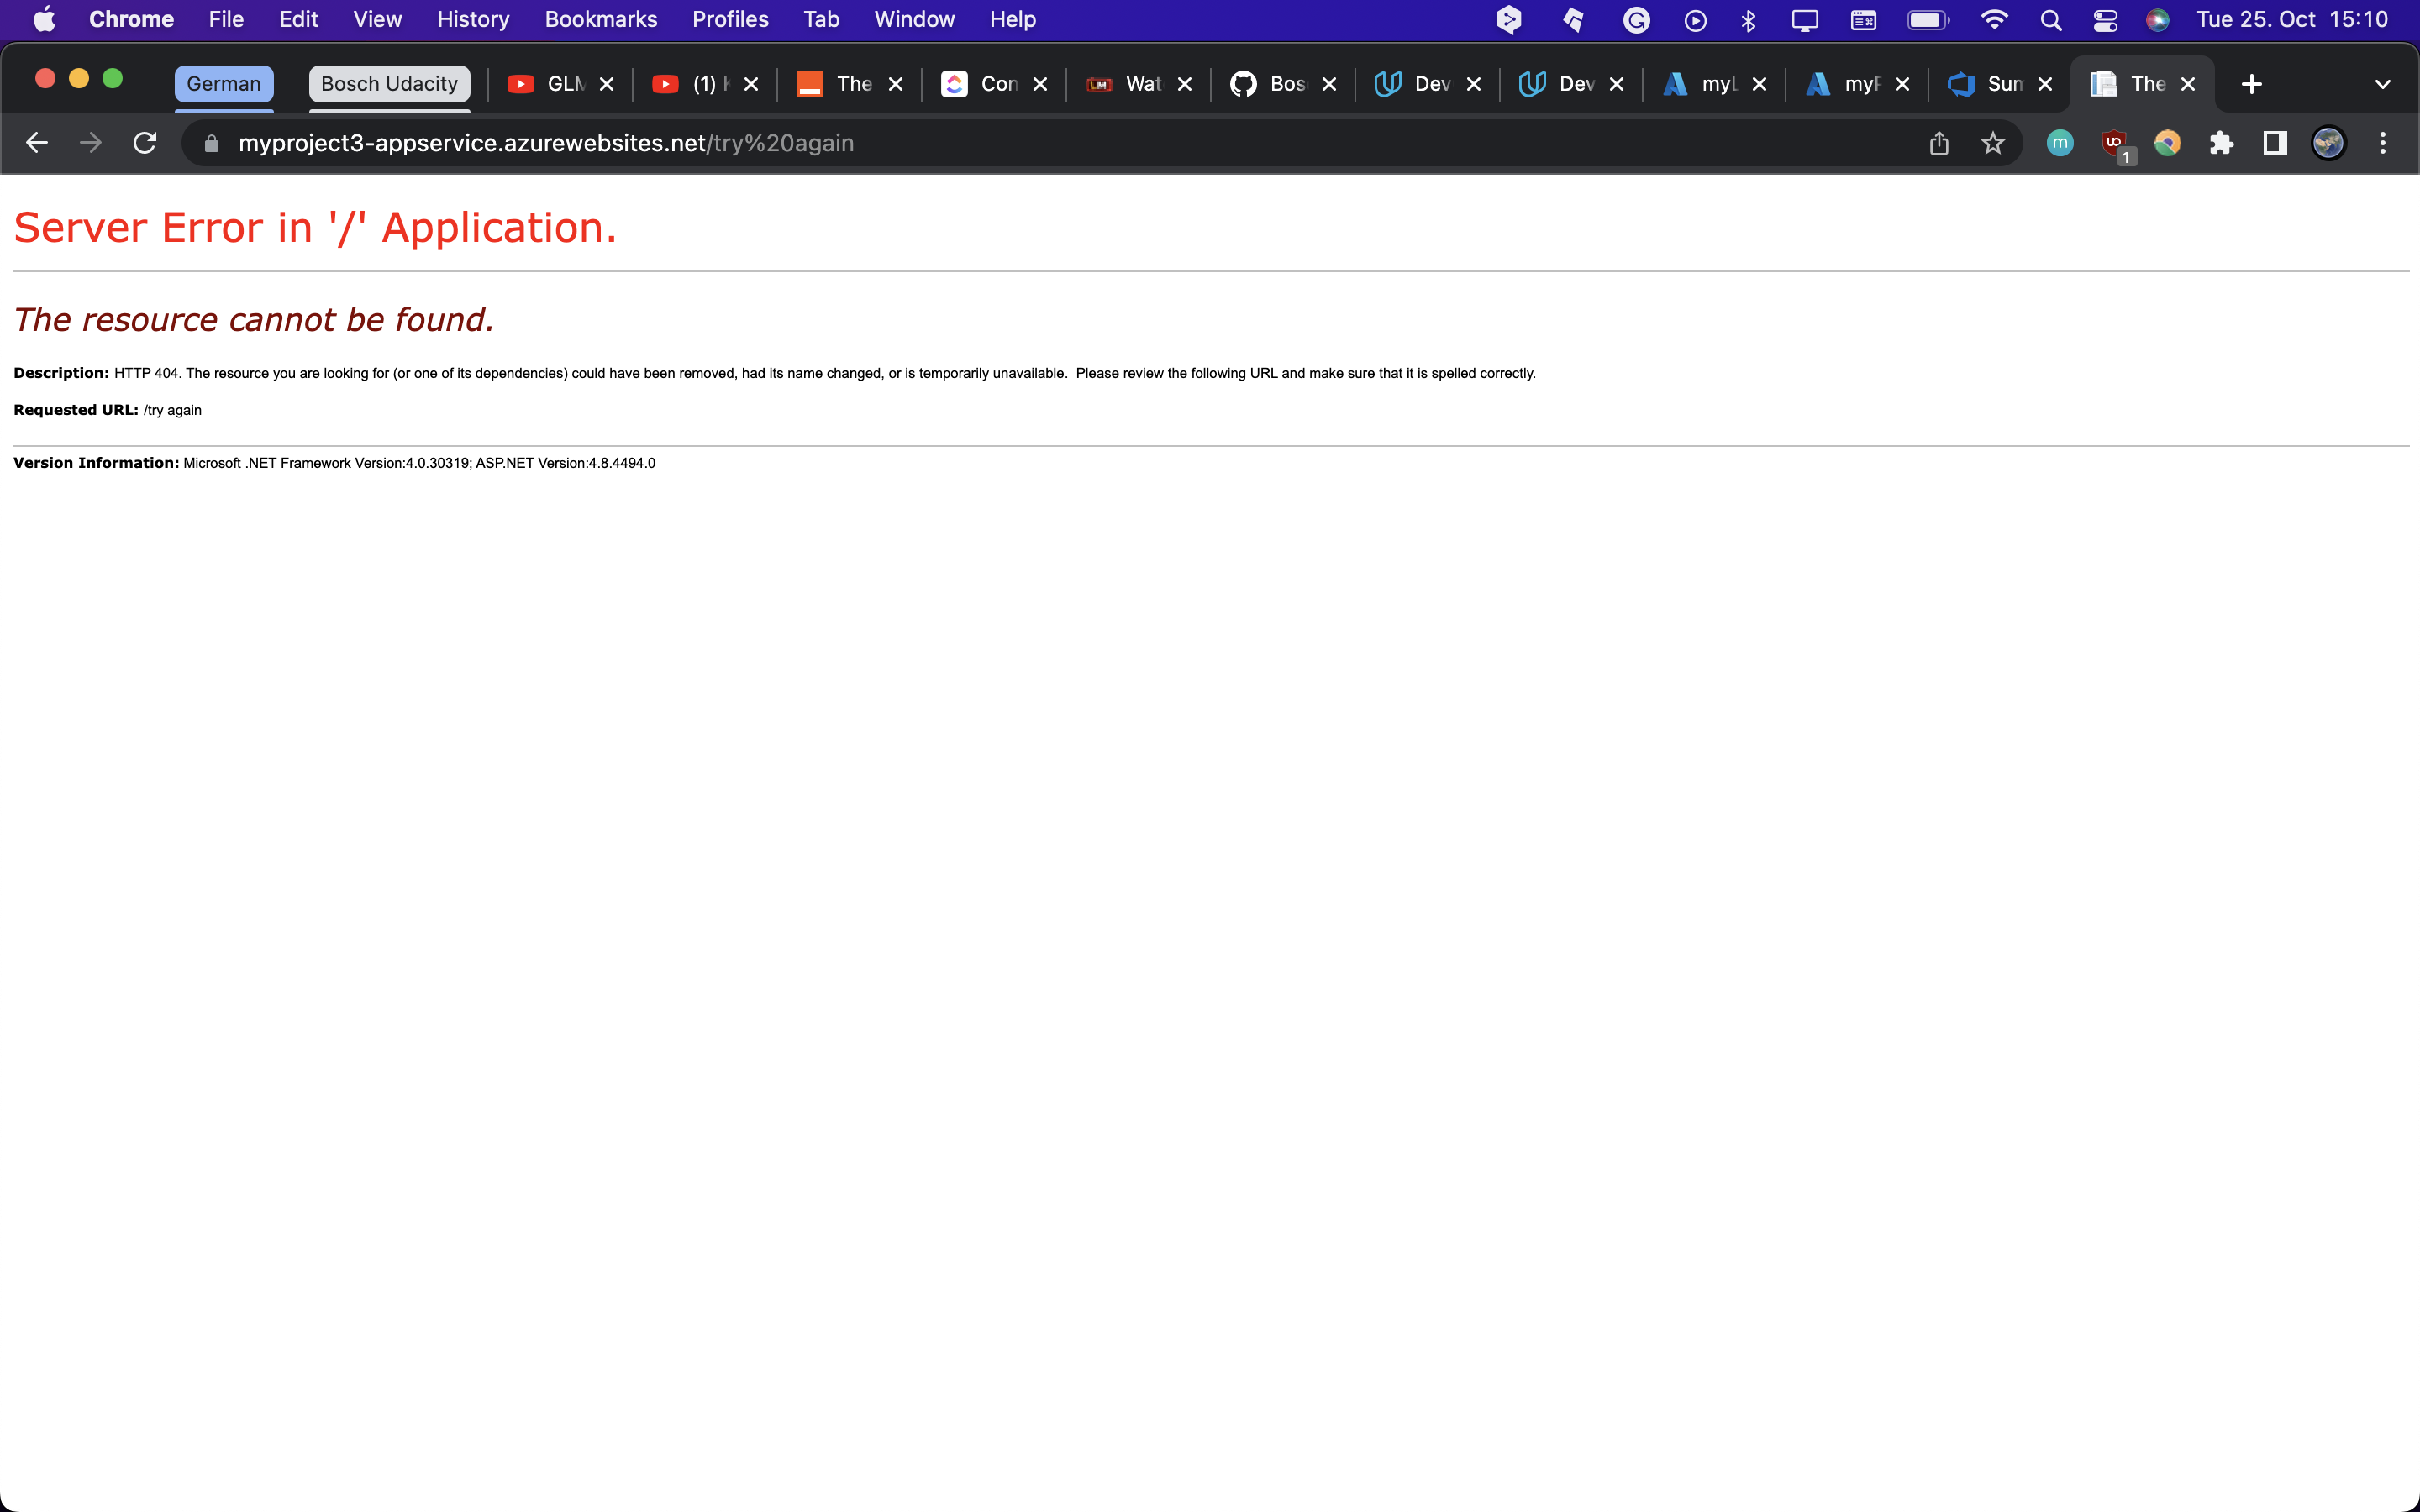 Chrome File Edit View History Bookmarks Profiles Tab Window Help Tue 25. Oct 15:10
German Bosch Udacity GLM (1) The Con Wat Bos Dev Dev myL myP Sum The
myproject3-appservice.azurewebsites.net/try%20again m 1
Server Error in '/' Application.
The resource cannot be found.
Description: HTTP 404. The resource you are looking for (or one of its dependencies) could have been removed, had its name changed, or is temporarily unavailable.  Please review the following URL and make sure that it is spelled correctly.
Requested URL: /try again
Version Information: Microsoft .NET Framework Version:4.0.30319; ASP.NET Version:4.8.4494.0